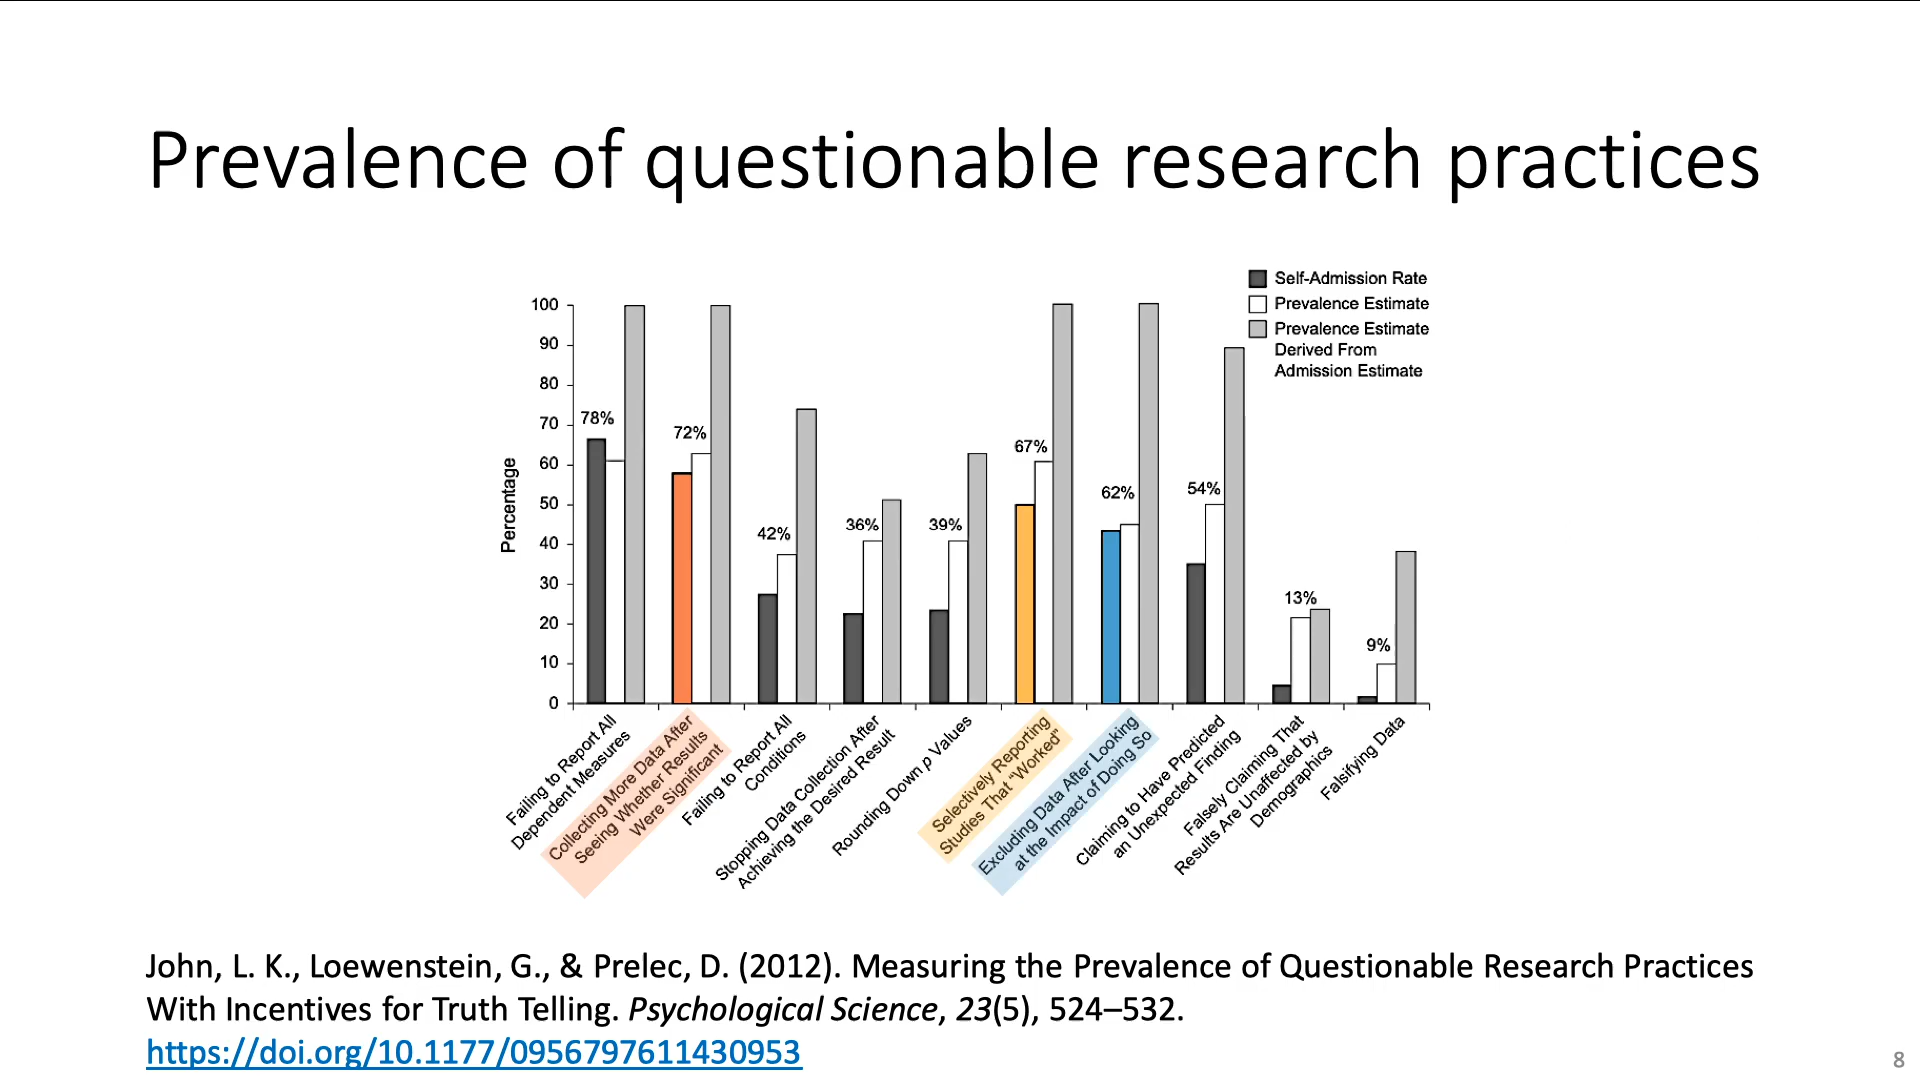 Prevalence of questionable research practices
Self-Admission Rate
Prevalence Estimate
Prevalence Estimate
Derived From
Admission Estimate
Percentage
100
90
80
70
60
50
40
30
20
10
0
78%
72%
42%
36%
39%
67%
62%
54%
13%
9%
Failing to Report All
Dependent Measures
Collecting More Data After
Seeing Whether Results
Were Significant
Failing to Report All
Conditions
Stopping Data Collection After
Achieving the Desired Result
Rounding Down p Values
Selectively Reporting
Studies That "Worked"
Excluding Data After Looking
at the Impact of Doing So
Claiming to Have Predicted
an Unexpected Finding
Falsely Claiming That
Results Are Unaffected by
Demographics
Falsifying Data
John, L. K., Loewenstein, G., & Prelec, D. (2012). Measuring the Prevalence of Questionable Research Practices
With Incentives for Truth Telling. Psychological Science, 23(5), 524–532.
https://doi.org/10.1177/0956797611430953
8